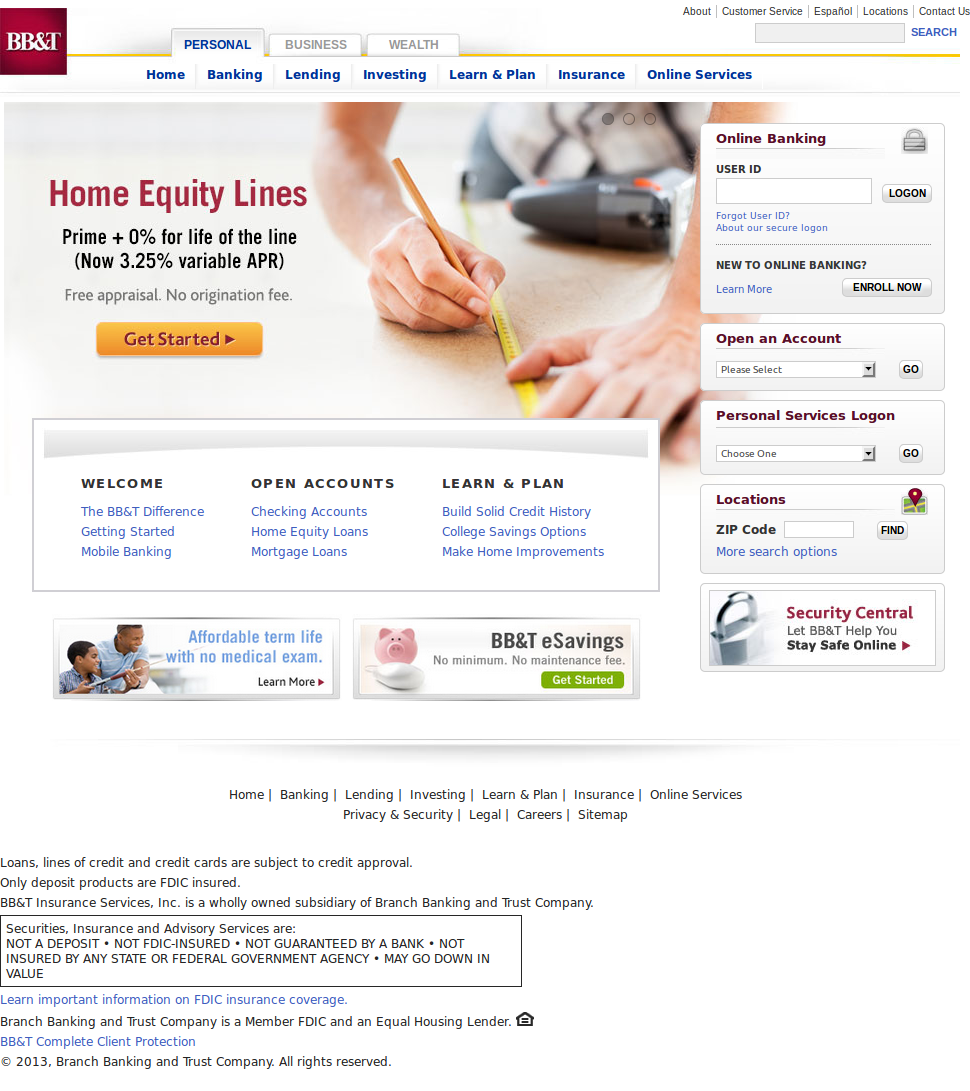 About
Customer Service
Español
Locations
Contact Us
SEARCH
BB&T
PERSONAL
BUSINESS
WEALTH
Home
Banking
Lending
Investing
Learn & Plan
Insurance
Online Services
Home Equity Lines
Prime + 0% for life of the line
(Now 3.25% variable APR)
Free appraisal. No origination fee.
Get Started
Online Banking
USER ID
LOGON
Forgot User ID?
About our secure logon
NEW TO ONLINE BANKING?
Learn More
ENROLL NOW
Open an Account
Please Select
GO
Personal Services Logon
Choose One
GO
Locations
ZIP Code
FIND
More search options
Security Central
Let BB&T Help You
Stay Safe Online
WELCOME
The BB&T Difference
Getting Started
Mobile Banking
OPEN ACCOUNTS
Checking Accounts
Home Equity Loans
Mortgage Loans
LEARN & PLAN
Build Solid Credit History
College Savings Options
Make Home Improvements
Affordable term life
with no medical exam.
Learn More
BB&T eSavings
No minimum. No maintenance fee.
Get Started
Home | Banking | Lending | Investing | Learn & Plan | Insurance | Online Services
Privacy & Security | Legal | Careers | Sitemap
Loans, lines of credit and credit cards are subject to credit approval.
Only deposit products are FDIC insured.
BB&T Insurance Services, Inc. is a wholly owned subsidiary of Branch Banking and Trust Company.
Securities, Insurance and Advisory Services are:
NOT A DEPOSIT • NOT FDIC-INSURED • NOT GUARANTEED BY A BANK • NOT
INSURED BY ANY STATE OR FEDERAL GOVERNMENT AGENCY • MAY GO DOWN IN
VALUE
Learn important information on FDIC insurance coverage.
Branch Banking and Trust Company is a Member FDIC and an Equal Housing Lender.
BB&T Complete Client Protection
© 2013, Branch Banking and Trust Company. All rights reserved.